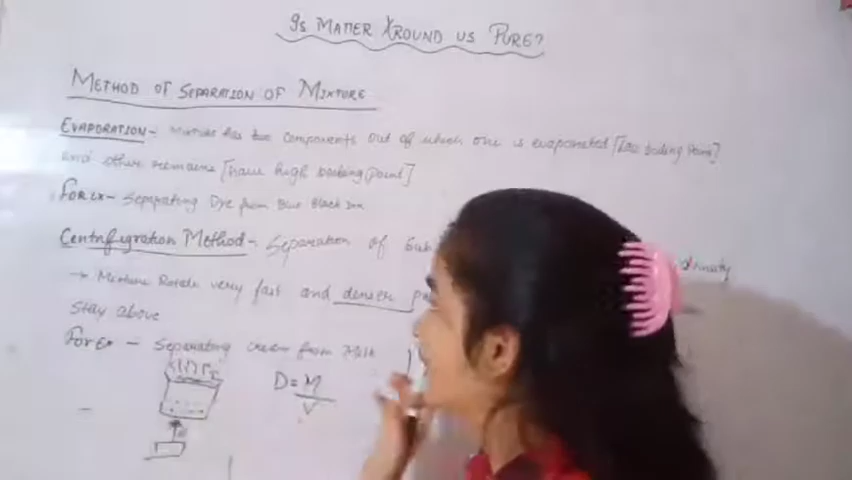 Is Matter Around us Pure?
Method of Separation of Mixture
Evaporation - Mixture has two components out of which one is evaporated [low boiling point]
and other remains [have high boiling point]
For ex - Separating Dye from Blue Black Ink
Centrifugration Method - Separation of density
→ Mixture Rotate very fast and denser
stay above
For Ex - Separating cream from Milk
D = M
V